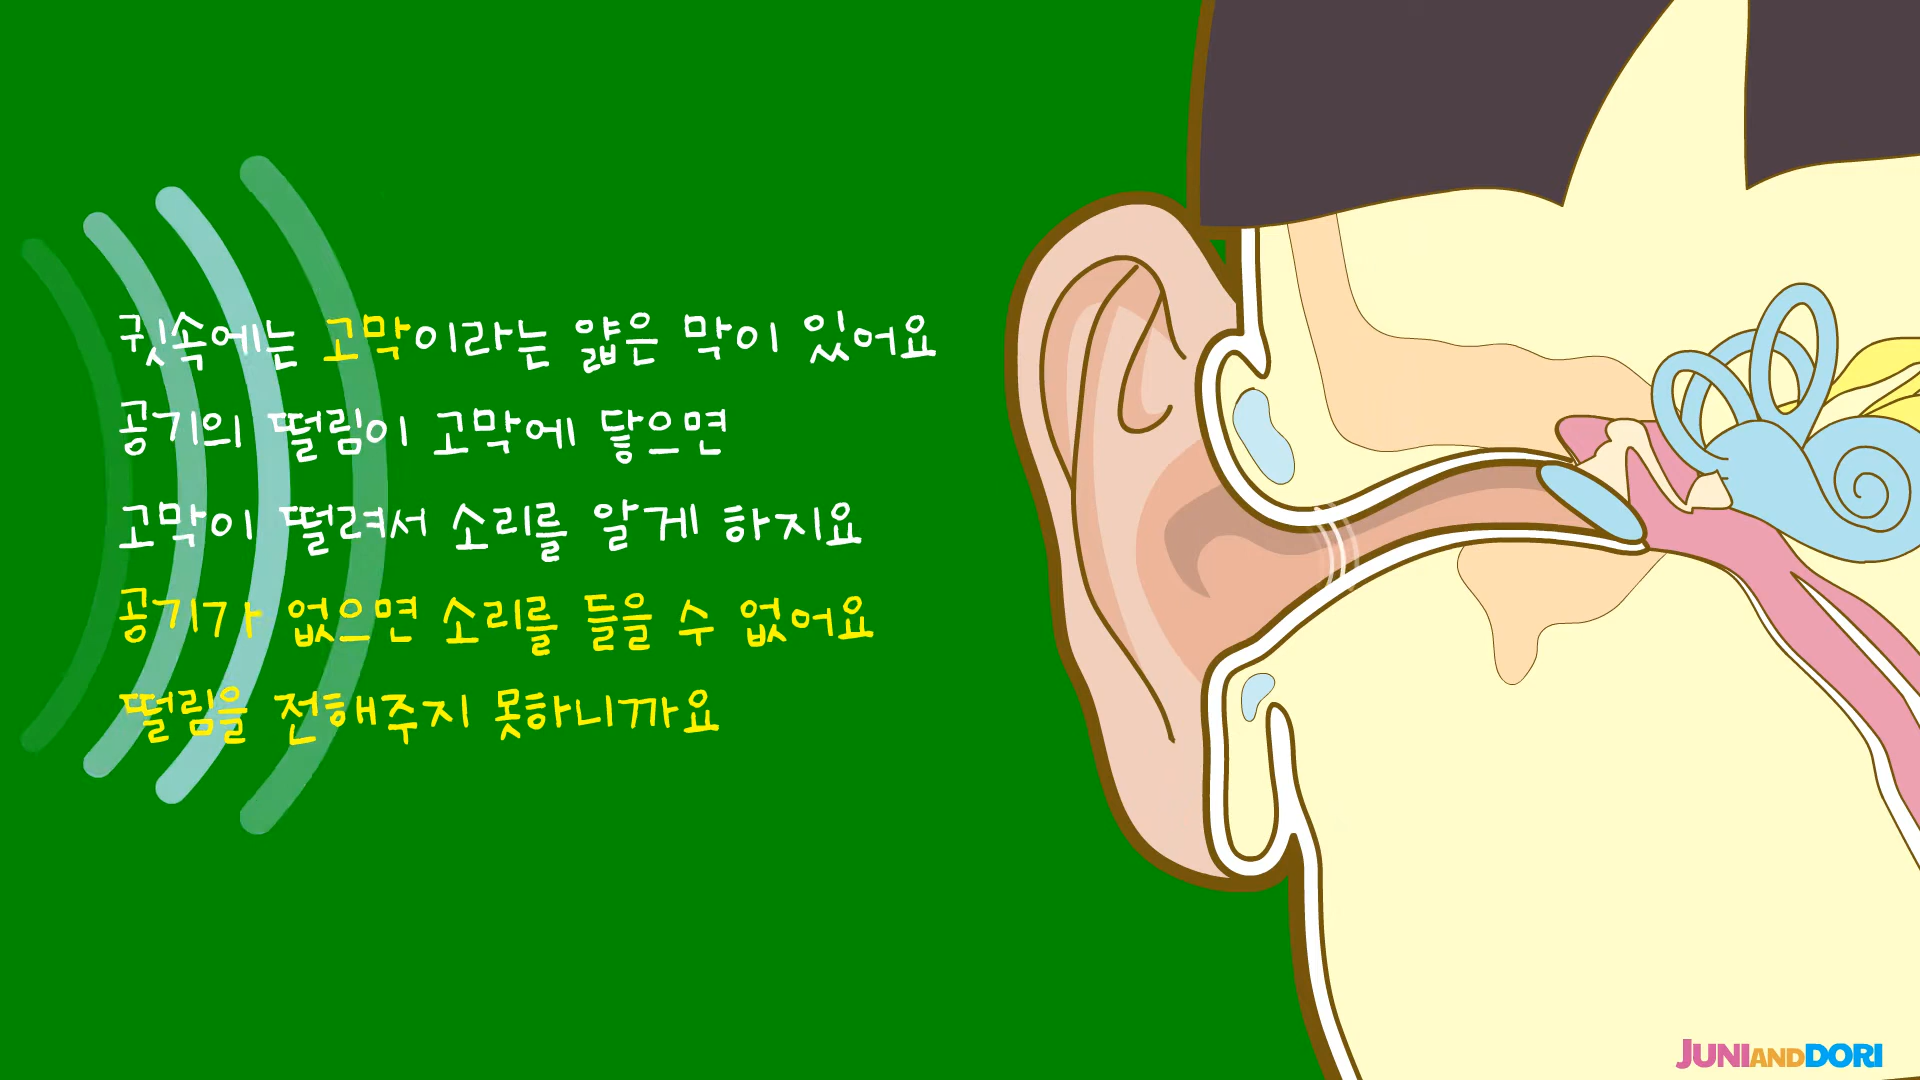 귓속에는 고막이라는 얇은 막이 있어요
공기의 떨림이 고막에 닿으면
고막이 떨려서 소리를 알게 하지요
공기가 없으면 소리를 들을 수 없어요
떨림을 전해주지 못하니까요
JUNIANDDORI